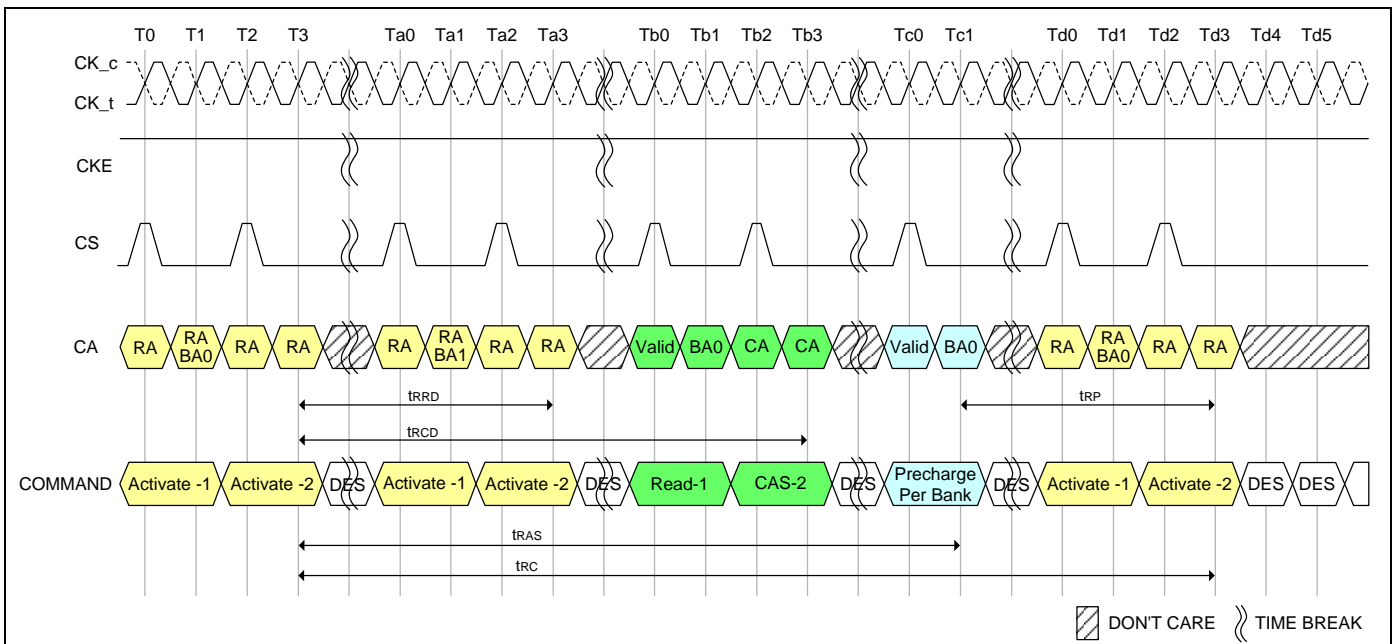 T0 T1 T2 T3 Ta0 Ta1 Ta2 Ta3 Tb0 Tb1 Tb2 Tb3 Tc0 Tc1 Td0 Td1 Td2 Td3 Td4 Td5
CK_c
CK_t
CKE
CS
CA RA RA BA0 RA RA RA RA BA1 RA RA Valid BA0 CA CA Valid BA0 RA RA BA0 RA RA
tRRD tRP
tRCD
COMMAND Activate -1 Activate -2 DES Activate -1 Activate -2 DES Read-1 CAS-2 DES Precharge Per Bank DES Activate -1 Activate -2 DES DES
tRAS
tRC
DON'T CARE TIME BREAK